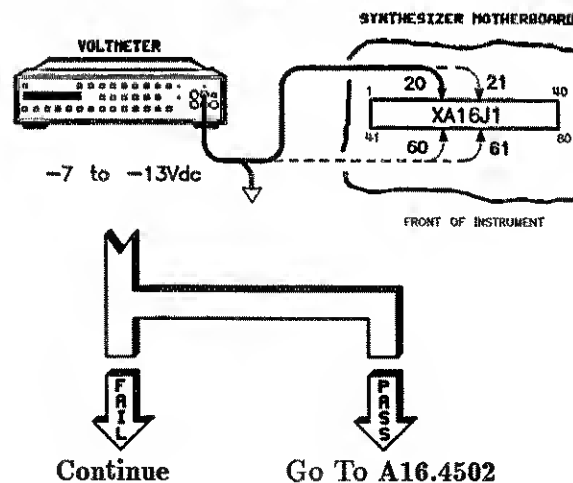 SYNTHESIZER MOTHERBOARD
VOLTMETER
20
21
1
40
XA16J1
41
60
61
80
-7 to -13Vdc
FRONT OF INSTRUMENT
FAIL
PASS
Continue
Go To A16.4502